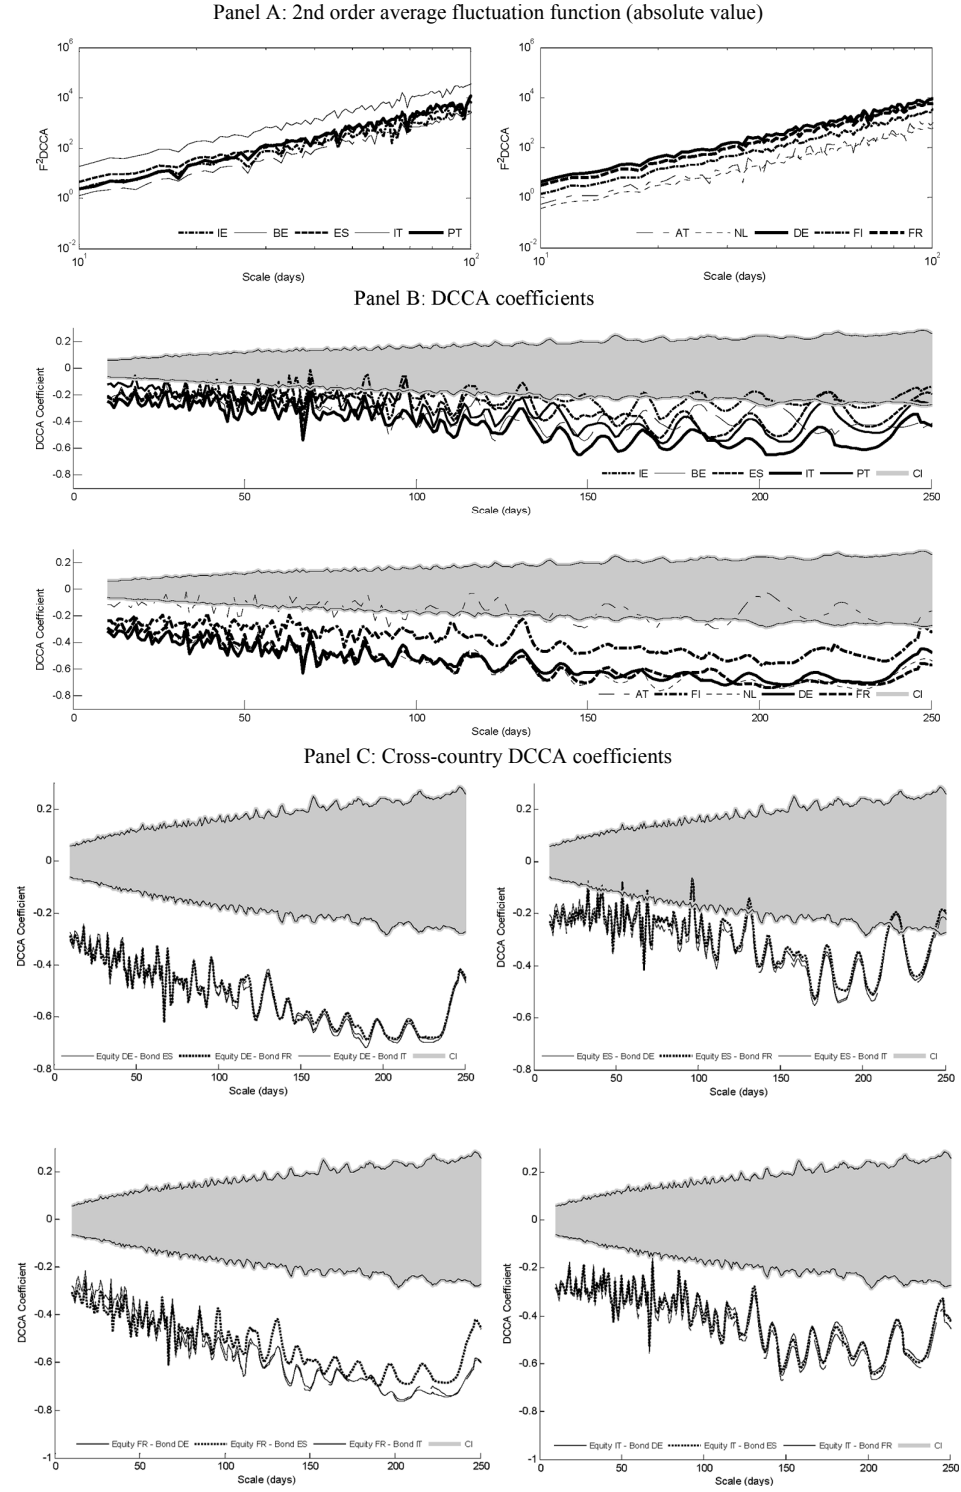 Panel A: 2nd order average fluctuation function (absolute value)
10^6
10^4
10^2
10^0
10^-2
F^2DCCA
IE BE ES IT PT
10^1
10^2
Scale (days)
10^6
10^4
10^2
10^0
10^-2
F^2DCCA
AT NL DE FI FR
10^1
10^2
Scale (days)
Panel B: DCCA coefficients
0.2
0
-0.2
-0.4
-0.6
-0.8
DCCA Coefficient
IE BE ES IT PT CI
0 50 100 150 200 250
Scale (days)
0.2
0
-0.2
-0.4
-0.6
-0.8
DCCA Coefficient
AT FI NL DE FR CI
0 50 100 150 200 250
Scale (days)
Panel C: Cross-country DCCA coefficients
0.2
0
-0.2
-0.4
-0.6
-0.8
DCCA Coefficient
Equity DE - Bond ES Equity DE - Bond FR Equity DE - Bond IT CI
0 50 100 150 200 250
Scale (days)
0.2
0
-0.2
-0.4
-0.6
-0.8
DCCA Coefficient
Equity ES - Bond DE Equity ES - Bond FR Equity ES - Bond IT CI
0 50 100 150 200 250
Scale (days)
0.2
0
-0.2
-0.4
-0.6
-0.8
-1
DCCA Coefficient
Equity FR - Bond DE Equity FR - Bond ES Equity FR - Bond IT CI
0 50 100 150 200 250
Scale (days)
0.2
0
-0.2
-0.4
-0.6
-0.8
-1
DCCA Coefficient
Equity IT - Bond DE Equity IT - Bond ES Equity IT - Bond FR CI
0 50 100 150 200 250
Scale (days)